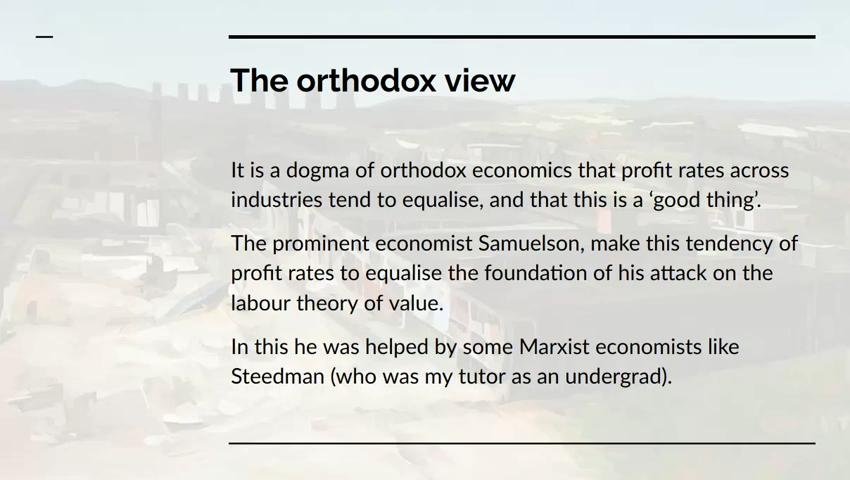 The orthodox view
It is a dogma of orthodox economics that profit rates across
industries tend to equalise, and that this is a ‘good thing’.
The prominent economist Samuelson, make this tendency of
profit rates to equalise the foundation of his attack on the
labour theory of value.
In this he was helped by some Marxist economists like
Steedman (who was my tutor as an undergrad).